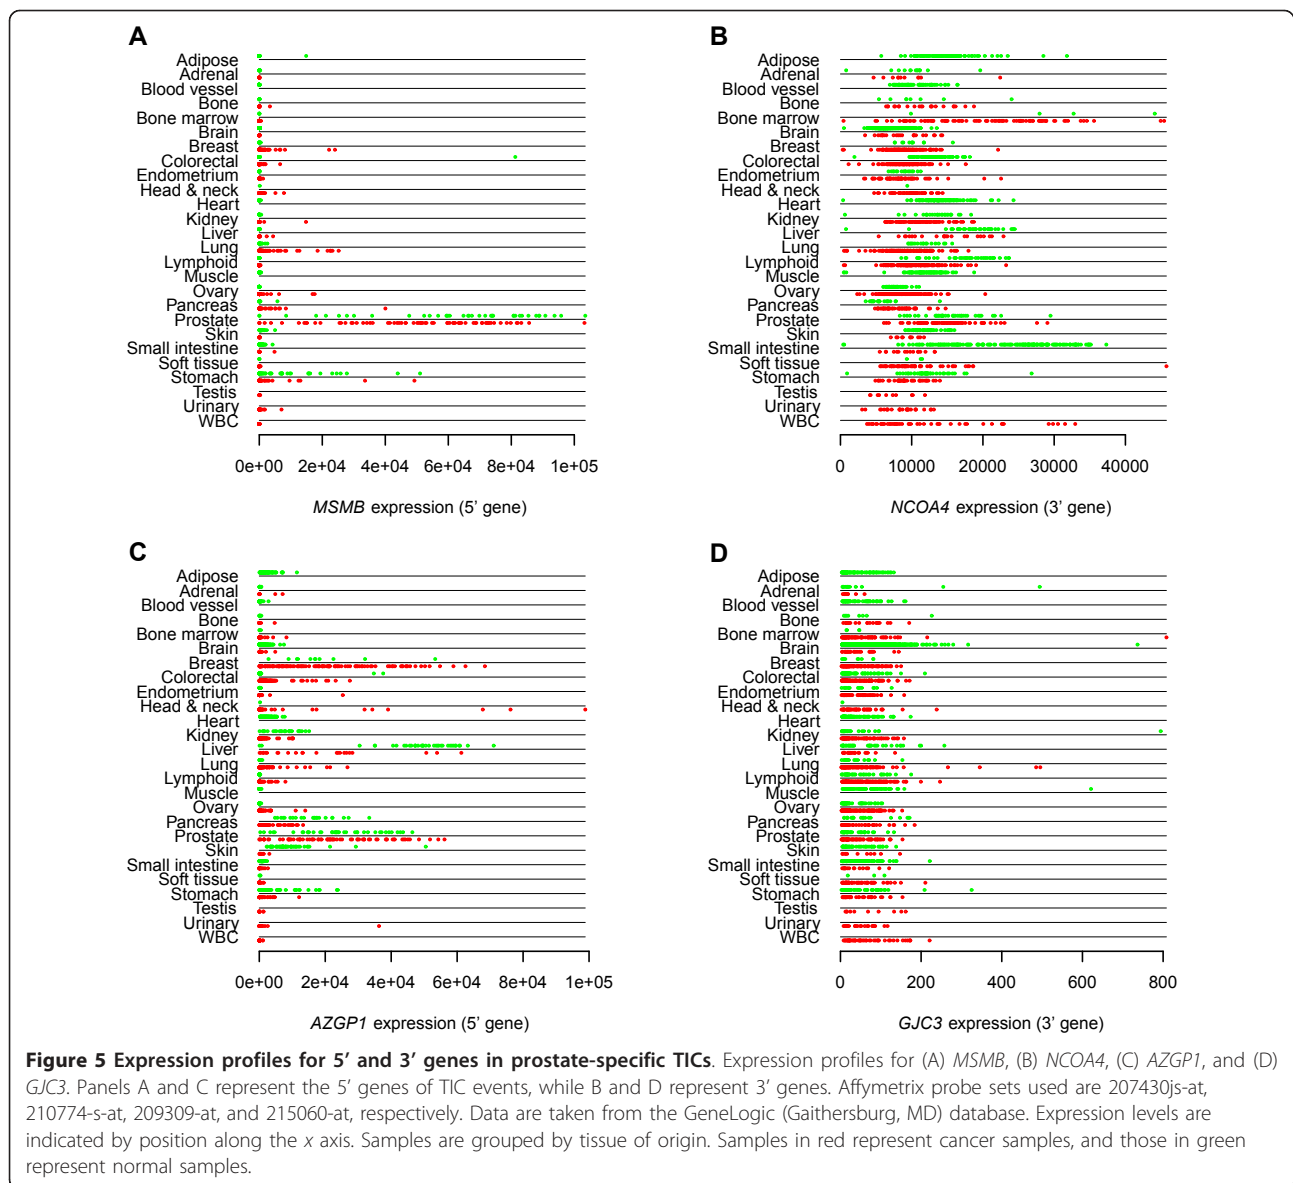 A
Adipose
Adrenal
Blood vessel
Bone
Bone marrow
Brain
Breast
Colorectal
Endometrium
Head & neck
Heart
Kidney
Liver
Lung
Lymphoid
Muscle
Ovary
Pancreas
Prostate
Skin
Small intestine
Soft tissue
Stomach
Testis
Urinary
WBC
0e+00 2e+04 4e+04 6e+04 8e+04 1e+05
MSMB expression (5' gene)
B
Adipose
Adrenal
Blood vessel
Bone
Bone marrow
Brain
Breast
Colorectal
Endometrium
Head & neck
Heart
Kidney
Liver
Lung
Lymphoid
Muscle
Ovary
Pancreas
Prostate
Skin
Small intestine
Soft tissue
Stomach
Testis
Urinary
WBC
0 10000 20000 30000 40000
NCOA4 expression (3' gene)
C
Adipose
Adrenal
Blood vessel
Bone
Bone marrow
Brain
Breast
Colorectal
Endometrium
Head & neck
Heart
Kidney
Liver
Lung
Lymphoid
Muscle
Ovary
Pancreas
Prostate
Skin
Small intestine
Soft tissue
Stomach
Testis
Urinary
WBC
0e+00 2e+04 4e+04 6e+04 8e+04 1e+05
AZGP1 expression (5' gene)
D
Adipose
Adrenal
Blood vessel
Bone
Bone marrow
Brain
Breast
Colorectal
Endometrium
Head & neck
Heart
Kidney
Liver
Lung
Lymphoid
Muscle
Ovary
Pancreas
Prostate
Skin
Small intestine
Soft tissue
Stomach
Testis
Urinary
WBC
0 200 400 600 800
GJC3 expression (3' gene)
Figure 5 Expression profiles for 5' and 3' genes in prostate-specific TICs. Expression profiles for (A) MSMB, (B) NCOA4, (C) AZGP1, and (D)
GJC3. Panels A and C represent the 5' genes of TIC events, while B and D represent 3' genes. Affymetrix probe sets used are 207430js-at,
210774-s-at, 209309-at, and 215060-at, respectively. Data are taken from the GeneLogic (Gaithersburg, MD) database. Expression levels are
indicated by position along the x axis. Samples are grouped by tissue of origin. Samples in red represent cancer samples, and those in green
represent normal samples.